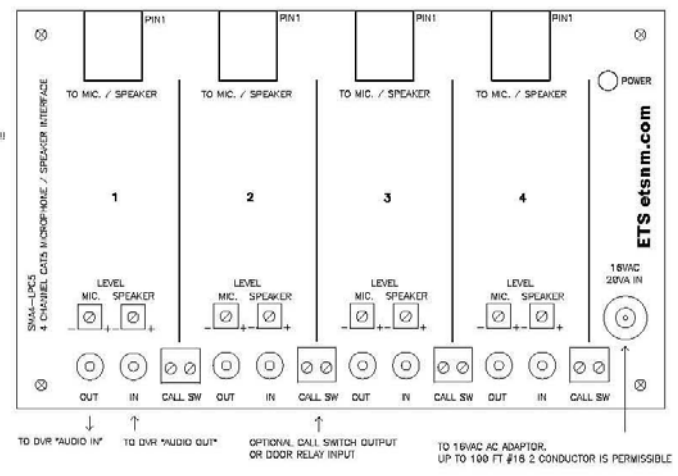 PIN1 PIN1 PIN1 PIN1
TO MIC. / SPEAKER TO MIC. / SPEAKER TO MIC. / SPEAKER TO MIC. / SPEAKER
POWER
SMA4-LPC5
4 CHANNEL CAT5 MICROPHONE / SPEAKER INTERFACE
1 2 3 4
ETS etsnm.com
16VAC
20VA IN
LEVEL LEVEL LEVEL LEVEL
MIC. SPEAKER MIC. SPEAKER MIC. SPEAKER MIC. SPEAKER
- + - + - + - + - + - + - + - +
OUT IN CALL SW OUT IN CALL SW OUT IN CALL SW OUT IN CALL SW
TO DVR "AUDIO IN" TO DVR "AUDIO OUT"
OPTIONAL CALL SWITCH OUTPUT
OR DOOR RELAY INPUT
TO 16VAC AC ADAPTOR.
UP TO 100 FT #16 2 CONDUCTOR IS PERMISSIBLE